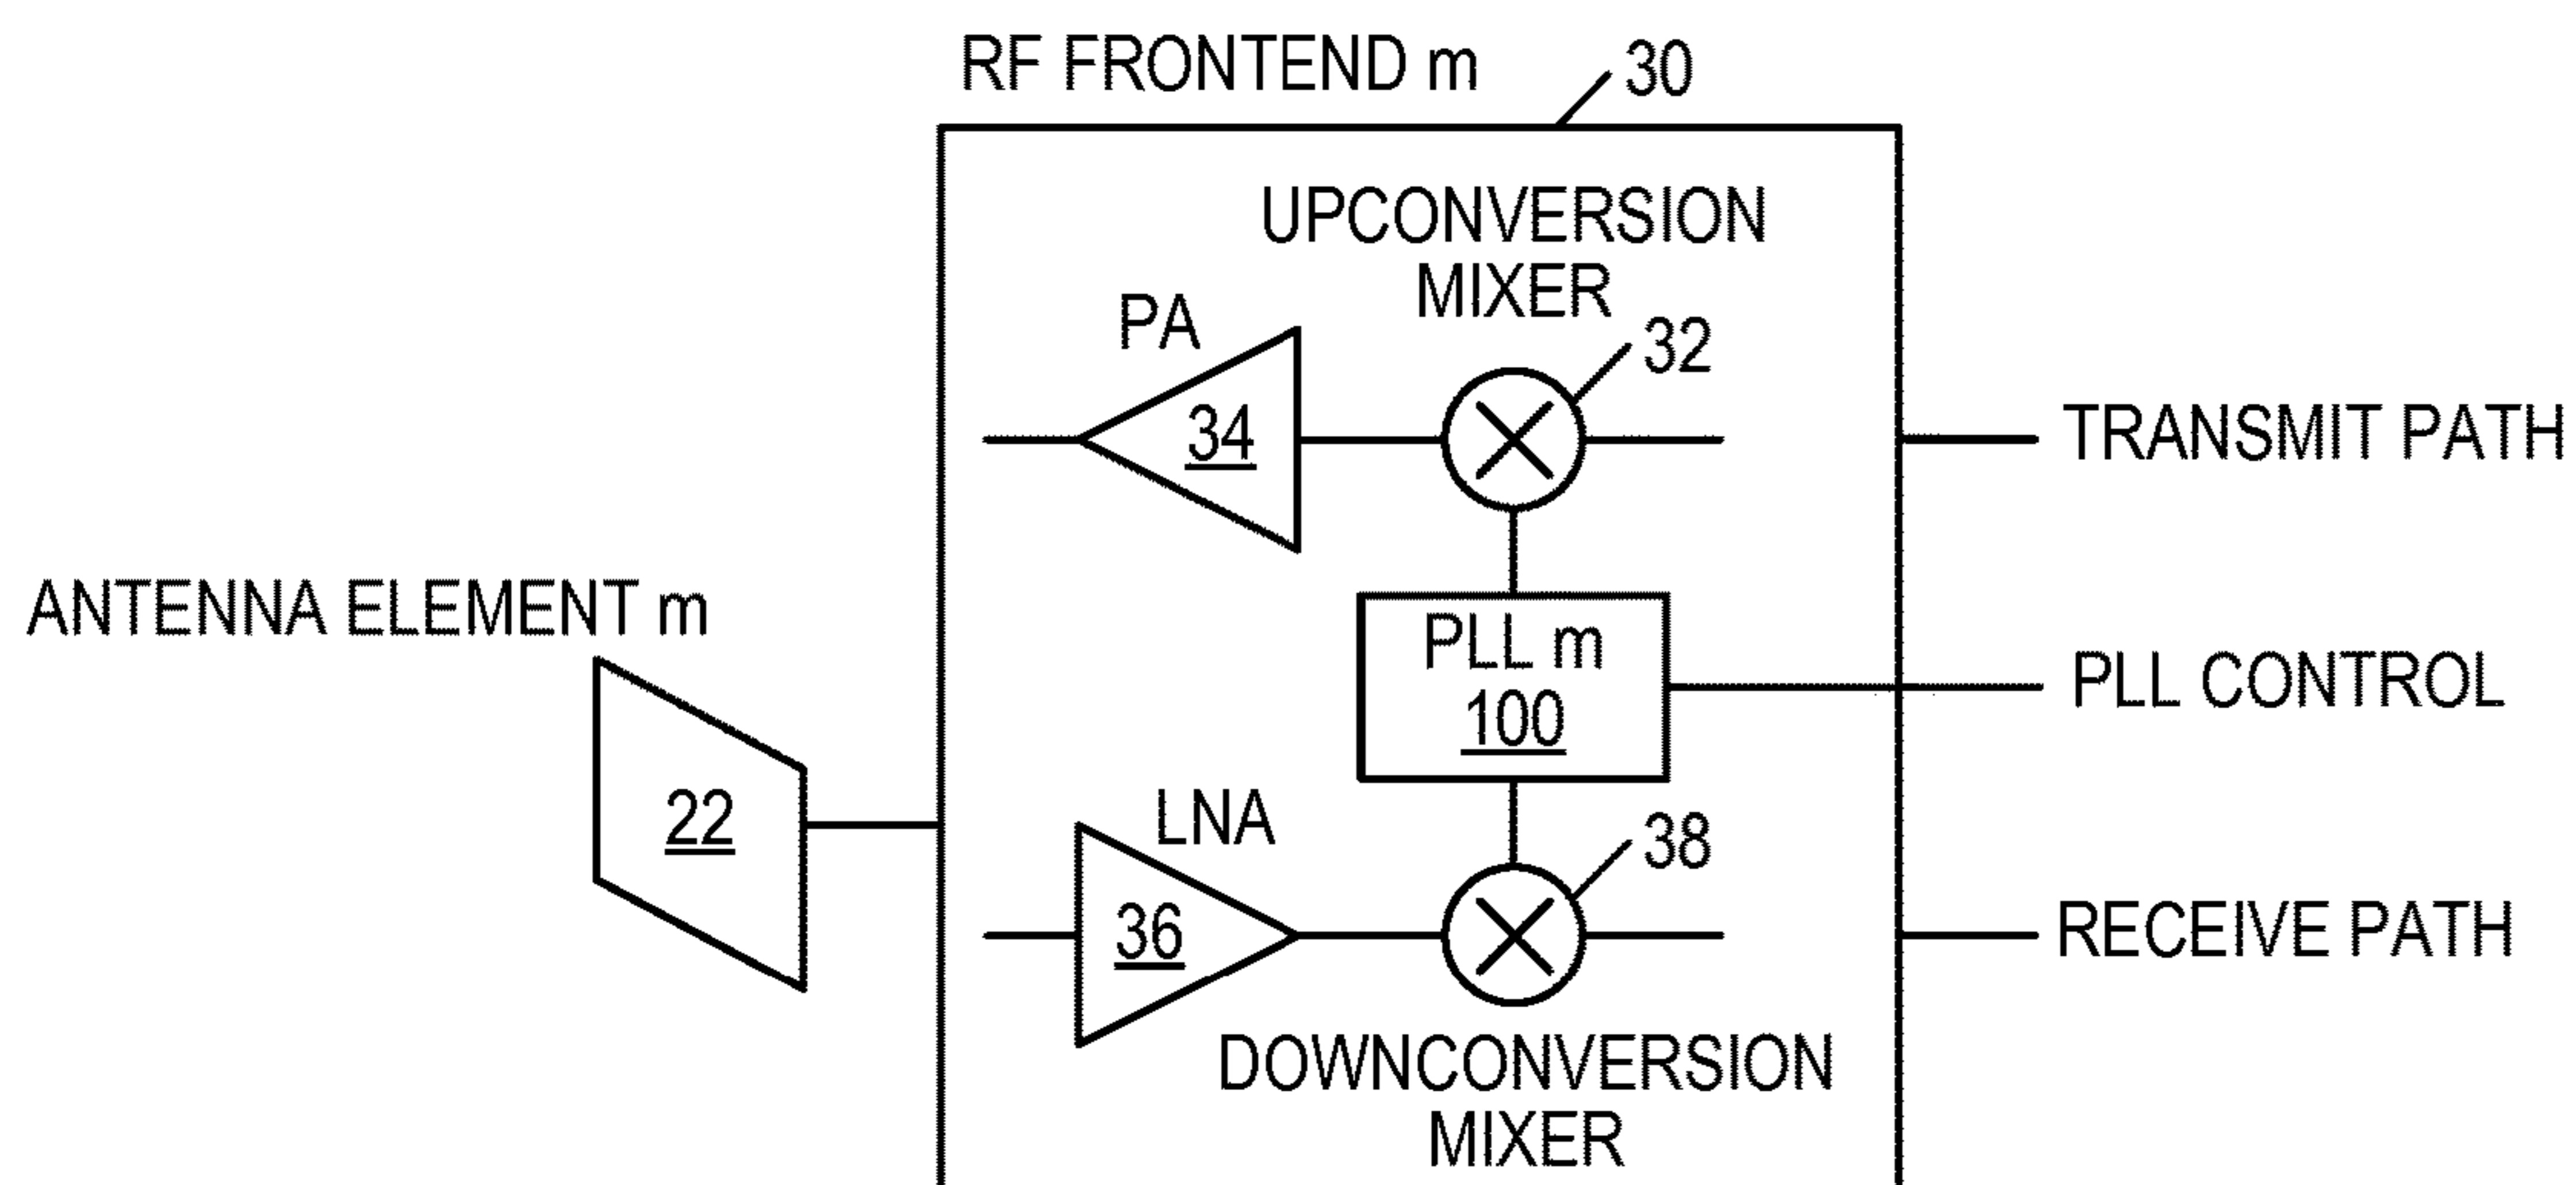 RF FRONTEND m
30
UPCONVERSION
MIXER
PA
32
34
TRANSMIT PATH
ANTENNA ELEMENT m
PLL m
100
PLL CONTROL
22
LNA
38
36
RECEIVE PATH
DOWNCONVERSION
MIXER